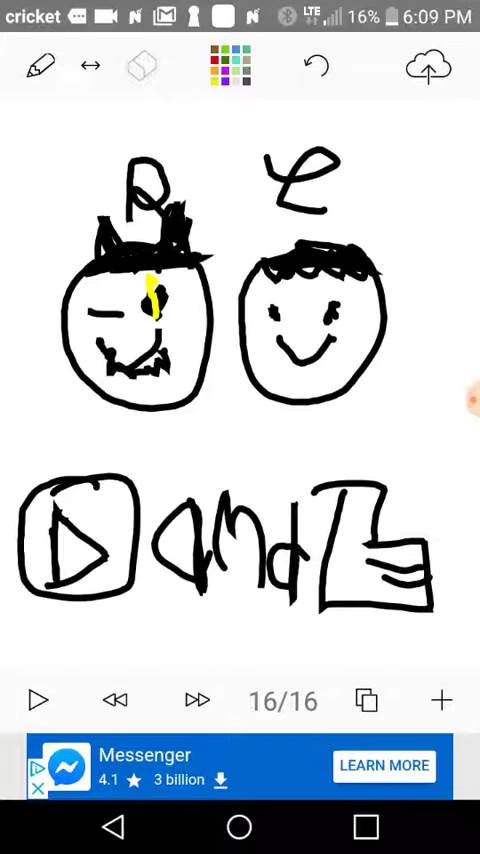 cricket LTE 16% 6:09 PM
R L
D and L
16/16
Messenger
4.1 ★ 3 billion
LEARN MORE